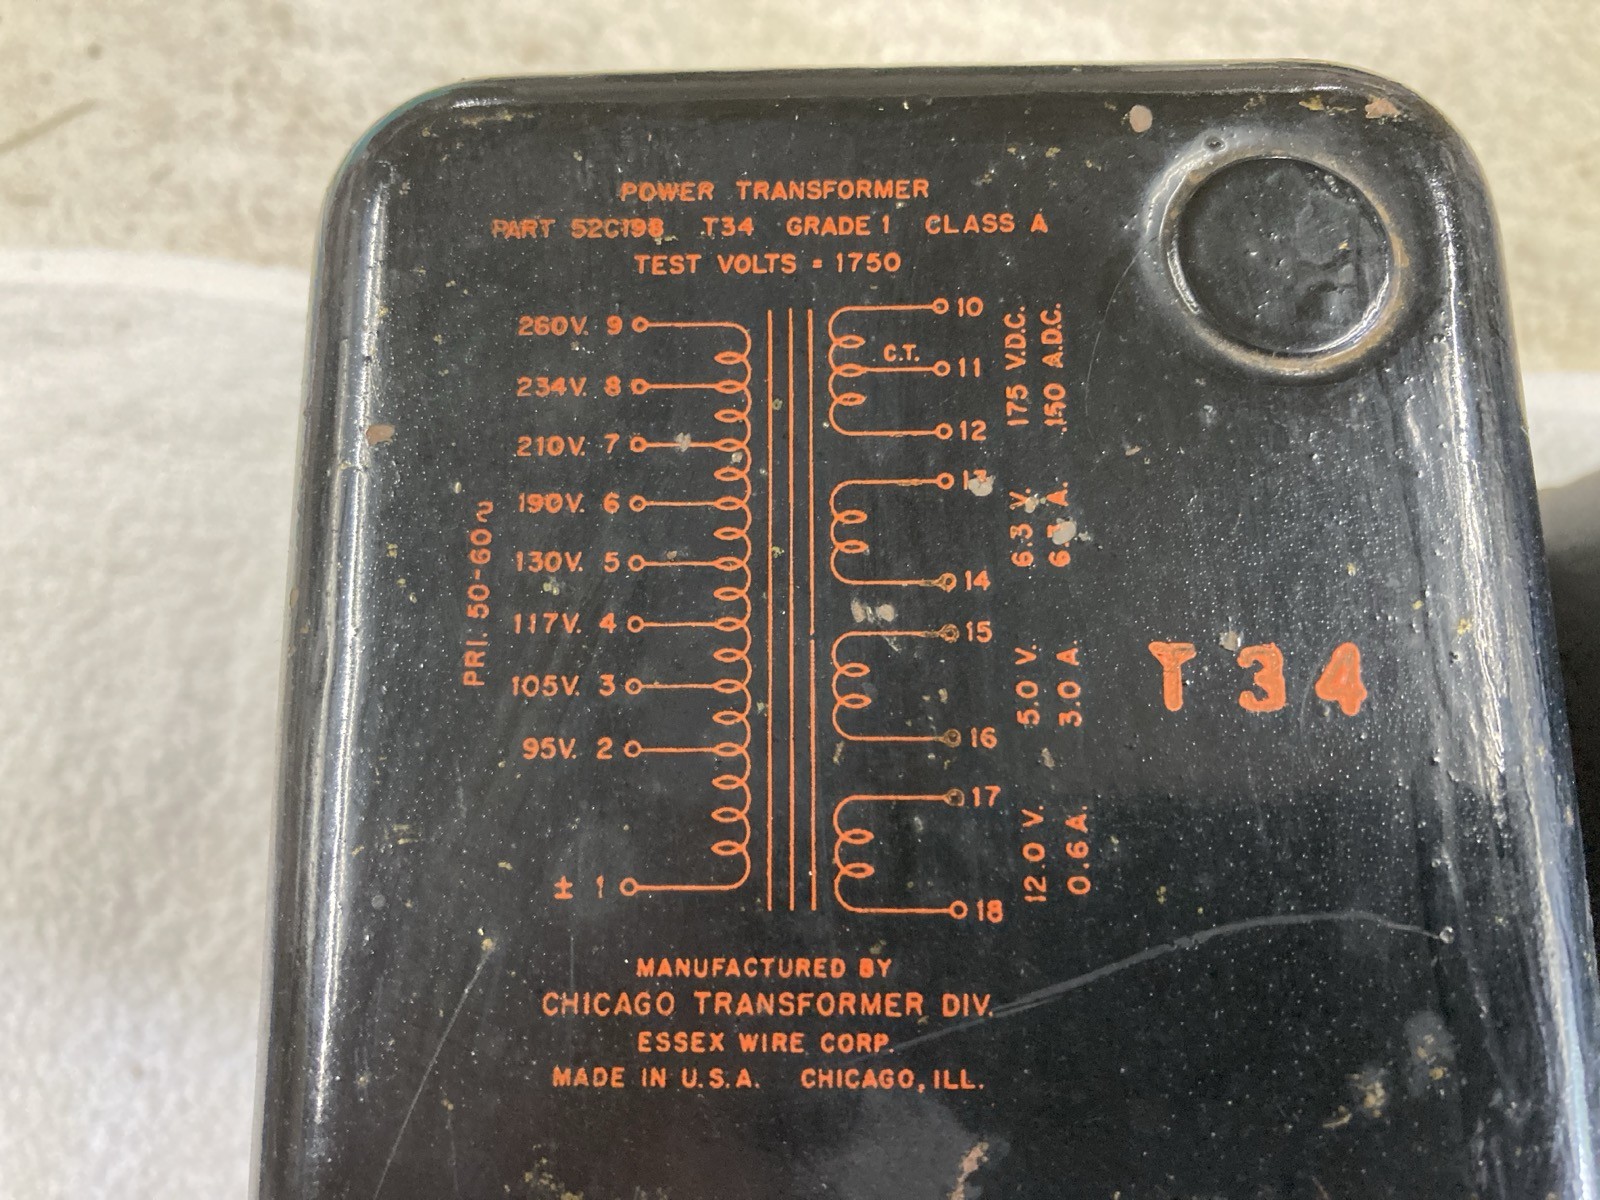 POWER TRANSFORMER
PART 52C198 T34 GRADE 1 CLASS A
TEST VOLTS = 1750
PRI. 50-60~
260V. 9
234V. 8
210V. 7
190V. 6
130V. 5
117V. 4
105V. 3
95V. 2
± 1
10
C.T. 11
12
175 V.D.C.
.150 A.D.C.
13
14
6.3 V.
6.3 A.
15
16
5.0 V.
3.0 A.
17
18
12.0 V.
0.6 A.
T 34
MANUFACTURED BY
CHICAGO TRANSFORMER DIV.
ESSEX WIRE CORP.
MADE IN U.S.A. CHICAGO, ILL.